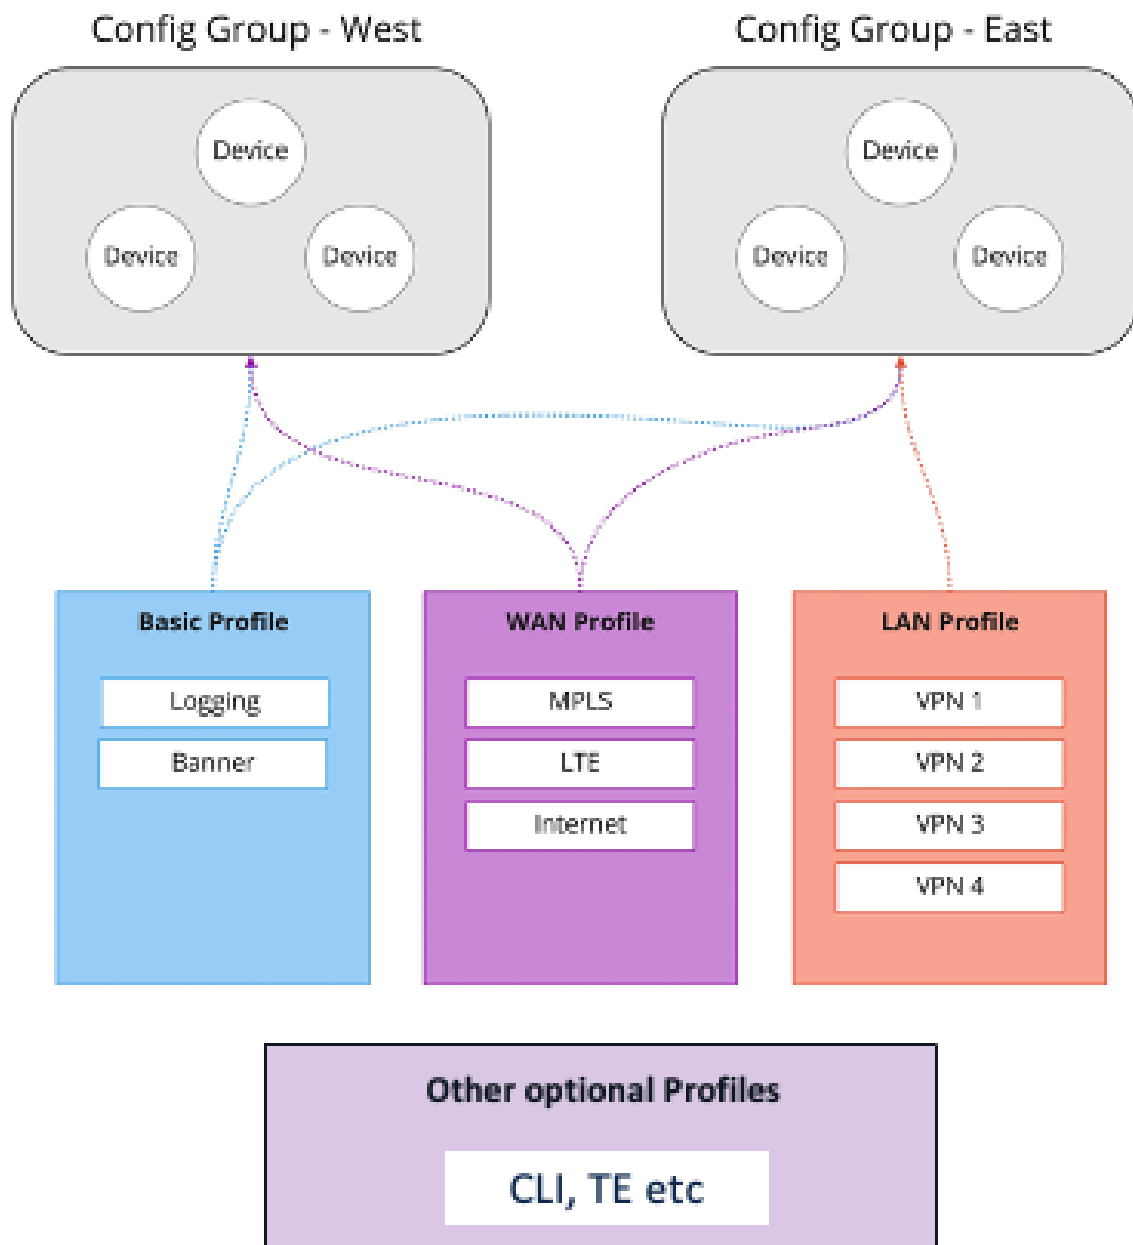 Config Group - West
Config Group - East
Device
Device
Device
Device
Device
Device
Basic Profile
Logging
Banner
WAN Profile
MPLS
LTE
Internet
LAN Profile
VPN 1
VPN 2
VPN 3
VPN 4
Other optional Profiles
CLI, TE etc